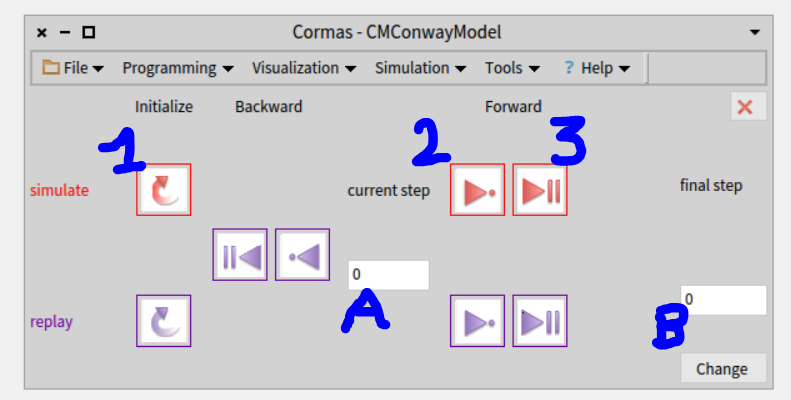 Cormas - CMConwayModel
File Programming Visualization Simulation Tools ? Help
Initialize Backward Forward
1 2 3
simulate current step final step
0
A
0
B
replay
Change